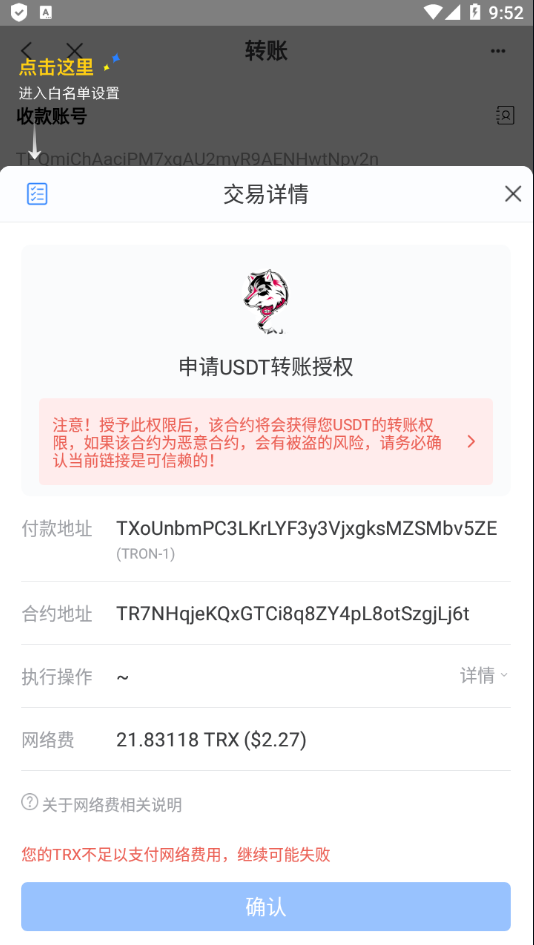 9:52
转账
点击这里
进入白名单设置
收款账号
交易详情
申请USDT转账授权
注意！授予此权限后，该合约将会获得您USDT的转账权
限，如果该合约为恶意合约，会有被盗的风险，请务必确
认当前链接是可信赖的！
付款地址 TXoUnbmPC3LKrLYF3y3VjxgksMZSMbv5ZE
(TRON-1)
合约地址 TR7NHqjeKQxGTCi8q8ZY4pL8otSzgjLj6t
执行操作 ~ 详情
网络费 21.83118 TRX ($2.27)
关于网络费相关说明
您的TRX不足以支付网络费用，继续可能失败
确认